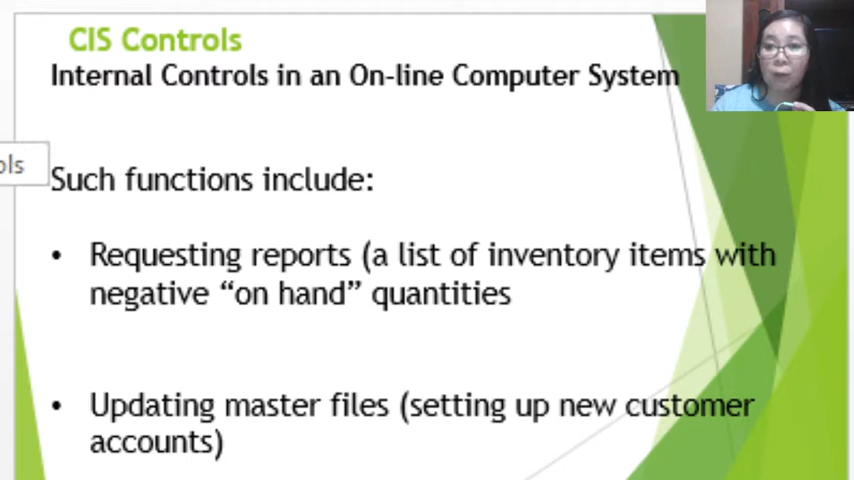 CIS Controls
Internal Controls in an On-line Computer System
ols
Such functions include:
• Requesting reports (a list of inventory items with
negative “on hand” quantities
• Updating master files (setting up new customer
accounts)